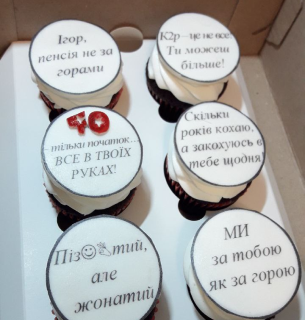 Ігор,
пенсія не за
горами
К2р – це не все.
Ти можеш
більше!
40
...тільки початок...
ВСЕ В ТВОЇХ
РУКАХ!
Скільки
років кохаю,
а закохуюсь в
тебе щодня!
Піз☺тий,
але
жонатий
МИ
за тобою
як за горою